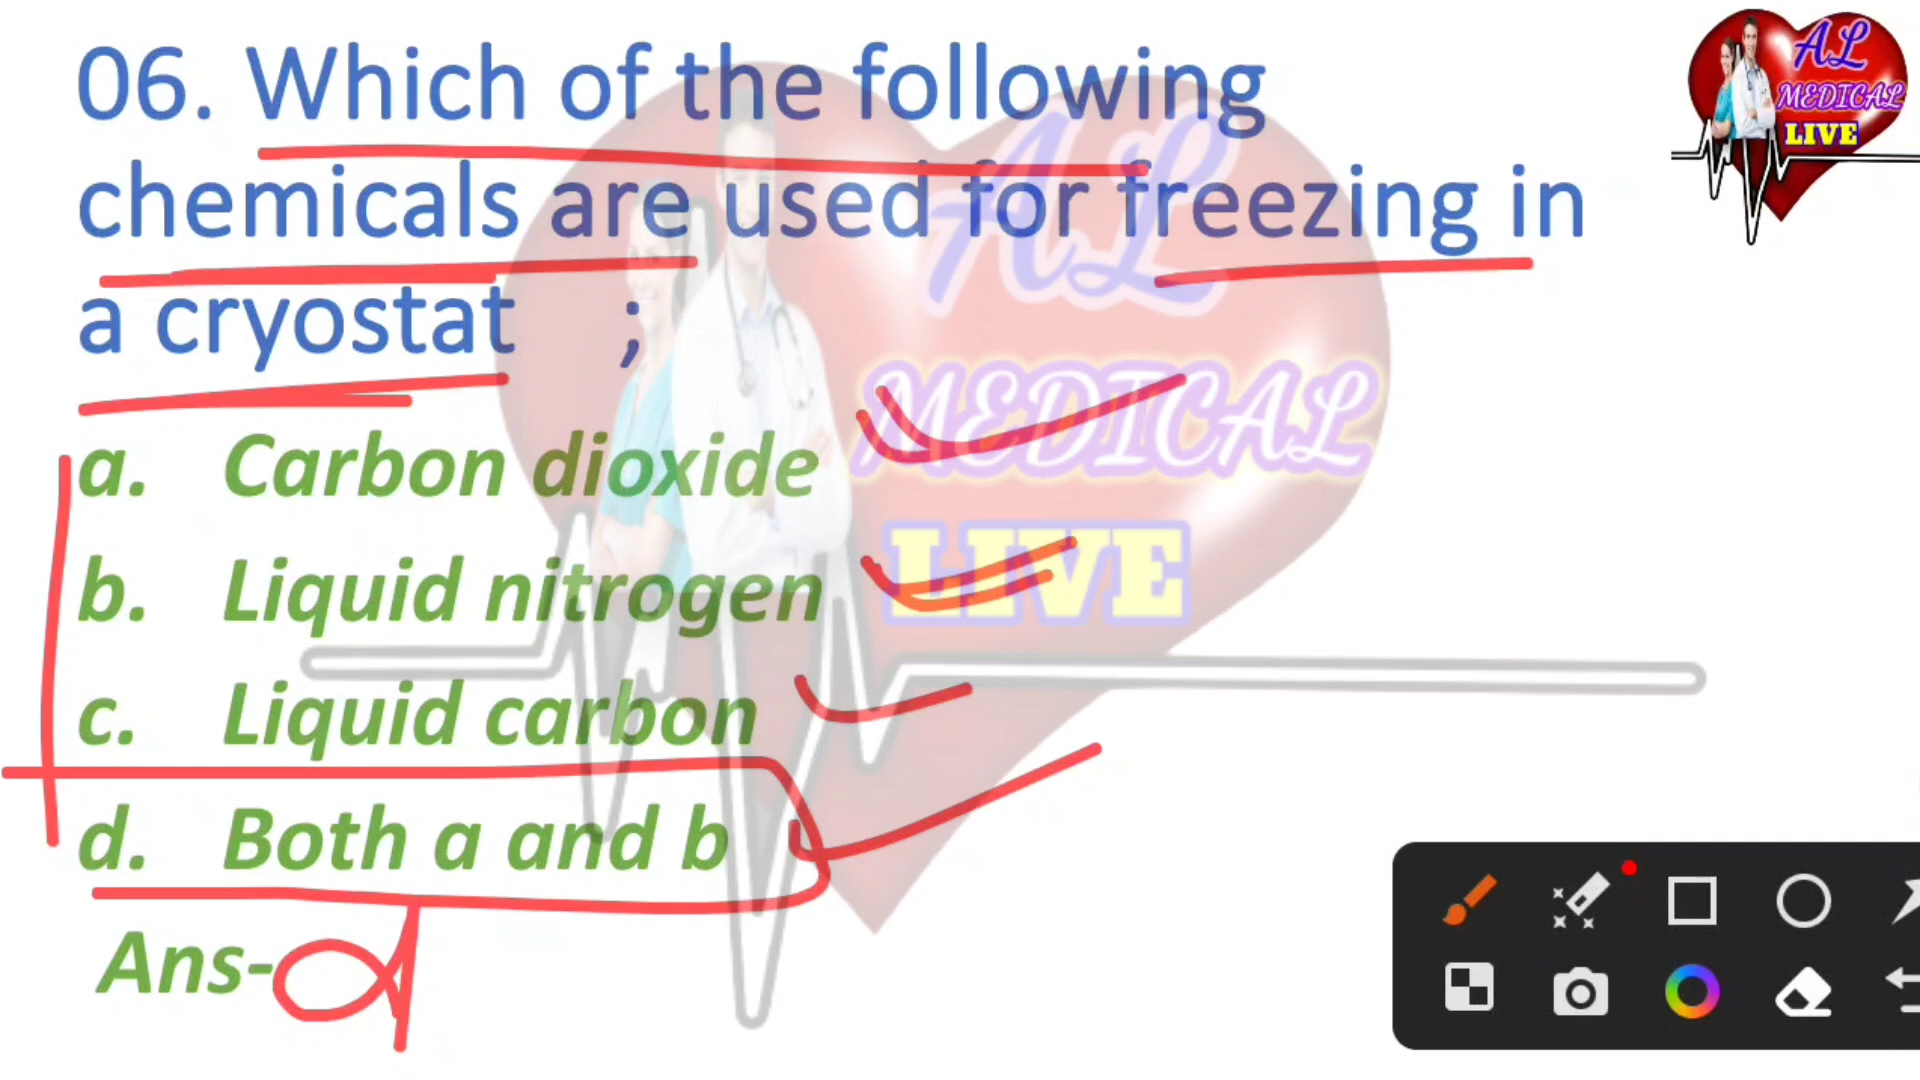 06. Which of the following
chemicals are used for freezing in
a cryostat ;
a. Carbon dioxide
b. Liquid nitrogen
c. Liquid carbon
d. Both a and b
Ans- d
AL
MEDICAL
LIVE
AL
MEDICAL
LIVE